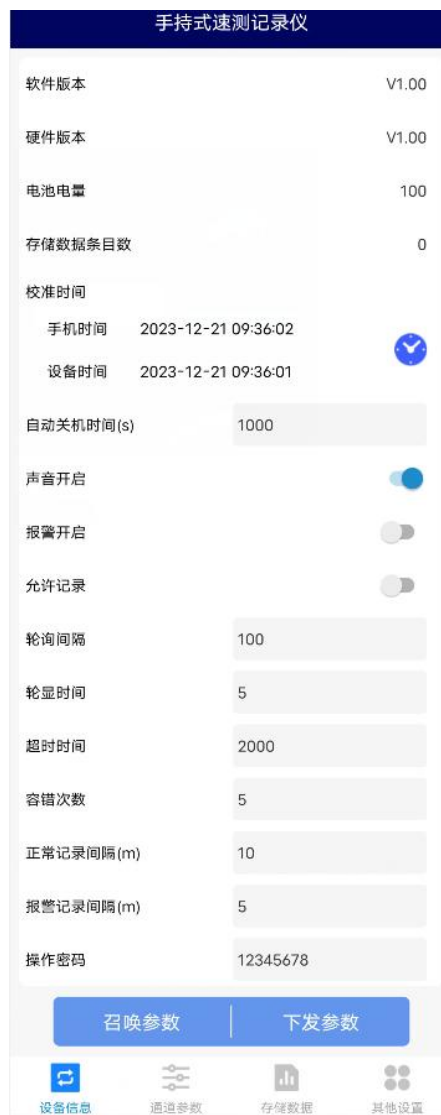 手持式速测记录仪
软件版本 V1.00
硬件版本 V1.00
电池电量 100
存储数据条目数 0
校准时间
手机时间 2023-12-21 09:36:02
设备时间 2023-12-21 09:36:01
自动关机时间(s) 1000
声音开启
报警开启
允许记录
轮询间隔 100
轮显时间 5
超时时间 2000
容错次数 5
正常记录间隔(m) 10
报警记录间隔(m) 5
操作密码 12345678
召唤参数 下发参数
设备信息 通道参数 存储数据 其他设置